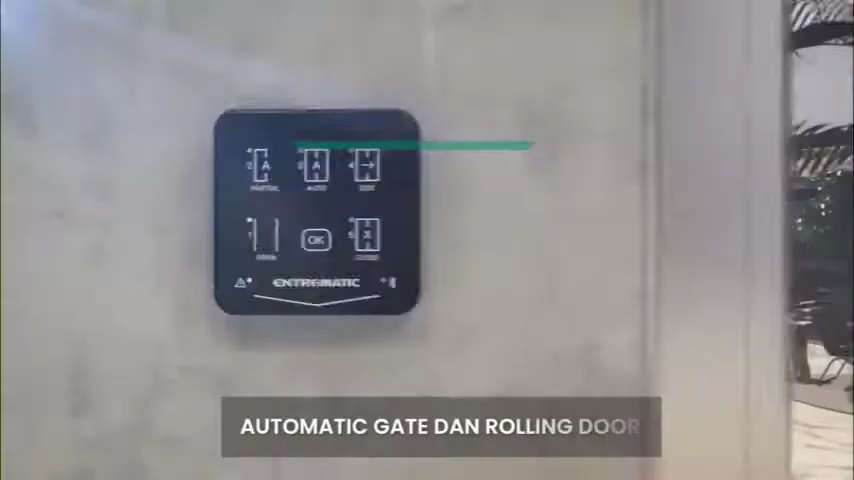 A A
PARTIAL AUTO EXIT
OK X
OPEN CLOSED
ENTREMATIC
AUTOMATIC GATE DAN ROLLING DOOR